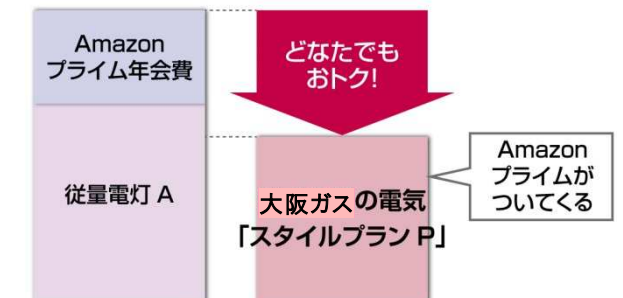 Amazon
プライム年会費
どなたでも
おトク!
従量電灯 A
大阪ガスの電気
「スタイルプラン P」
Amazon
プライムが
ついてくる